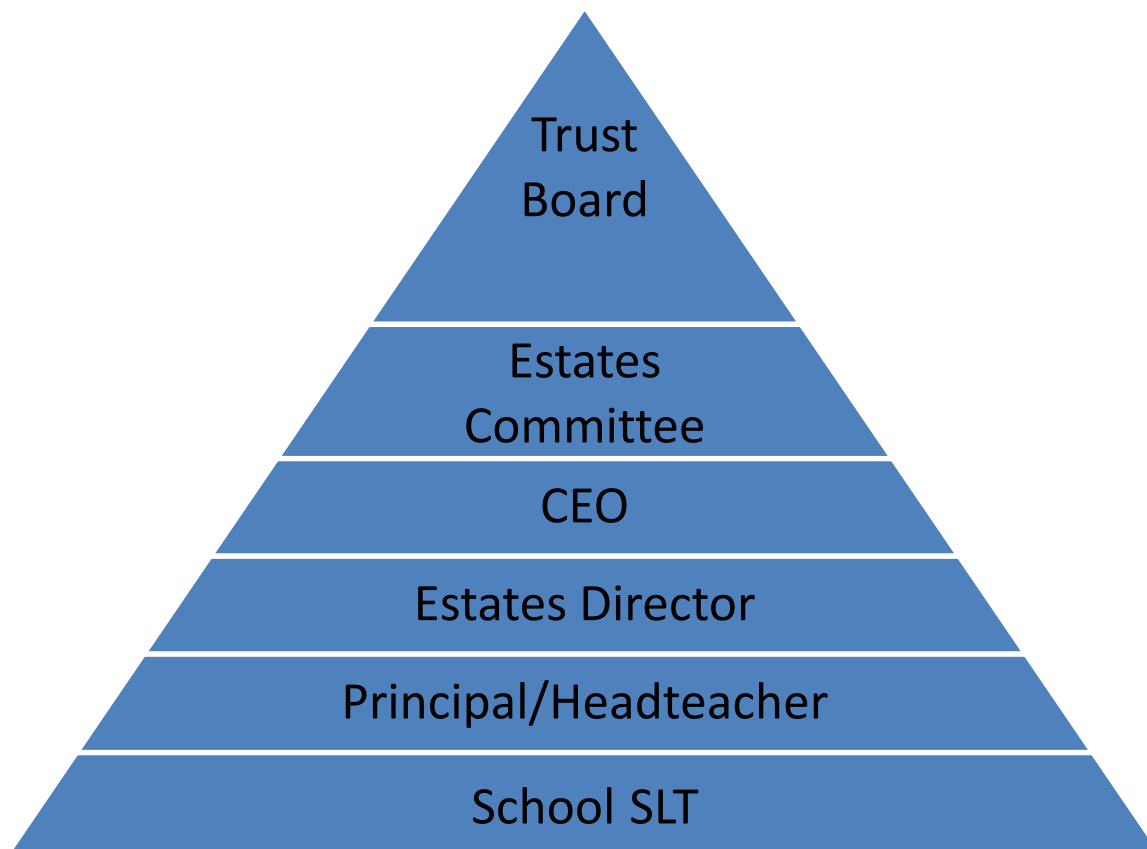 Trust
Board
Estates
Committee
CEO
Estates Director
Principal/Headteacher
School SLT